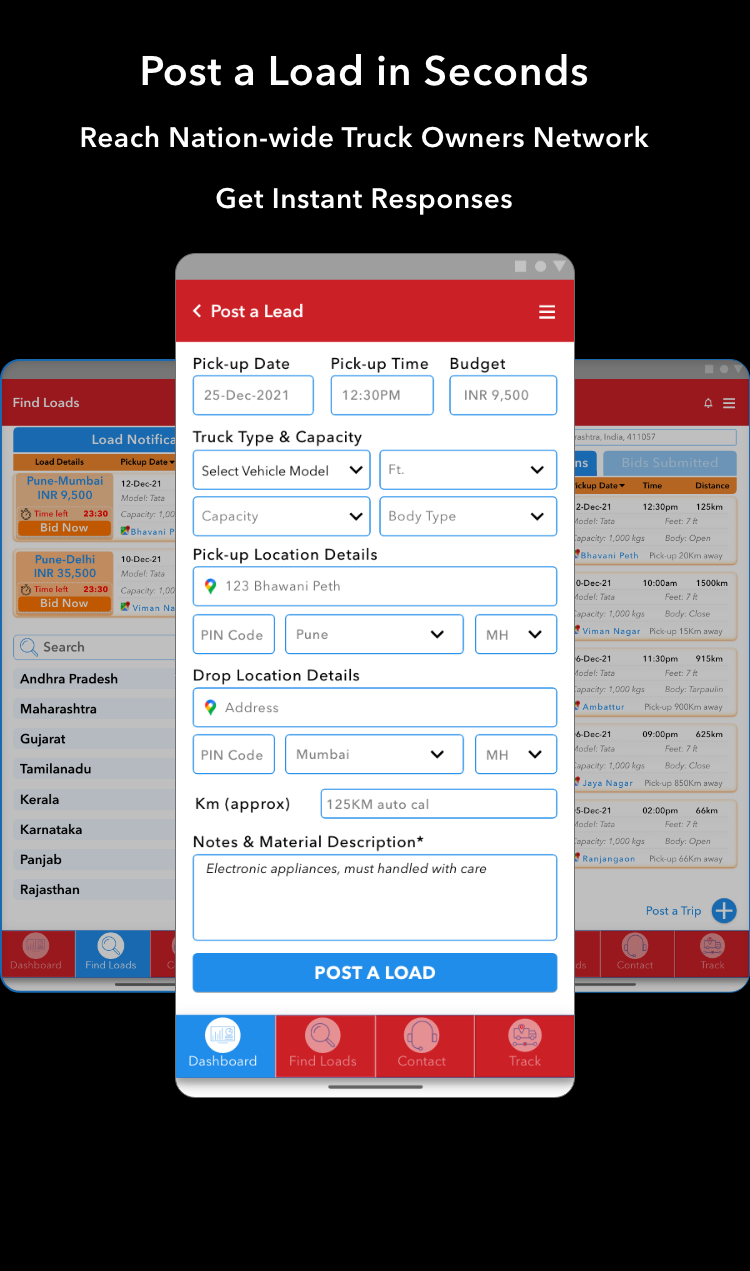 Post a Load in Seconds
Reach Nation-wide Truck Owners Network
Get Instant Responses
Post a Lead
Pick-up Date Pick-up Time Budget
25-Dec-2021 12:30PM INR 9,500
Truck Type & Capacity
Select Vehicle Model Ft.
Capacity Body Type
Pick-up Location Details
123 Bhawani Peth
PIN Code Pune MH
Drop Location Details
Address
PIN Code Mumbai MH
Km (approx) 125KM auto cal
Notes & Material Description*
Electronic appliances, must handled with care
POST A LOAD
Dashboard Find Loads Contact Track
Find Loads
Load Notifica
Load Details Pickup Date
Pune-Mumbai 12-Dec-21
INR 9,500 Model: Tata
Time left 23:30 Capacity: 1,00
Bid Now Bhavani P
Pune-Delhi 10-Dec-21
INR 35,500 Model: Tata
Time left 23:30 Capacity: 1,00
Bid Now Viman Na
Search
Andhra Pradesh
Maharashtra
Gujarat
Tamilanadu
Kerala
Karnataka
Panjab
Rajasthan
Dashboard Find Loads C
rashtra, India, 411057
ns Bids Submitted
ickup Date Time Distance
2-Dec-21 12:30pm 125km
Model: Tata Feet: 7 ft
Capacity: 1,000 kgs Body: Open
Bhavani Peth Pick-up 20Km away
0-Dec-21 10:00am 1500km
Model: Tata Feet: 7 ft
Capacity: 1,000 kgs Body: Close
Viman Nagar Pick-up 15Km away
6-Dec-21 11:30pm 915km
Model: Tata Feet: 7 ft
Capacity: 1,000 kgs Body: Tarpaulin
Ambattur Pick-up 900Km away
6-Dec-21 09:00pm 625km
Model: Tata Feet: 7 ft
Capacity: 1,000 kgs Body: Close
Jaya Nagar Pick-up 850Km away
5-Dec-21 02:00pm 66km
Model: Tata Feet: 7 ft
Capacity: 1,000 kgs Body: Open
Ranjangaon Pick-up 66Km away
Post a Trip
ds Contact Track